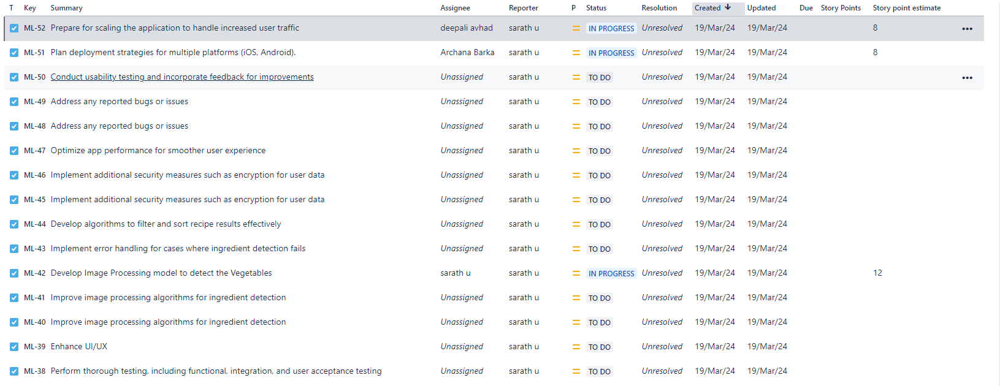 T Key Summary Assignee Reporter P Status Resolution Created Updated Due Story Points Story point estimate
ML-52 Prepare for scaling the application to handle increased user traffic deepali avhad sarath u IN PROGRESS Unresolved 19/Mar/24 19/Mar/24 8
ML-51 Plan deployment strategies for multiple platforms (iOS, Android). Archana Barka sarath u IN PROGRESS Unresolved 19/Mar/24 19/Mar/24 8
ML-50 Conduct usability testing and incorporate feedback for improvements Unassigned sarath u TO DO Unresolved 19/Mar/24 19/Mar/24
ML-49 Address any reported bugs or issues Unassigned sarath u TO DO Unresolved 19/Mar/24 19/Mar/24
ML-48 Address any reported bugs or issues Unassigned sarath u TO DO Unresolved 19/Mar/24 19/Mar/24
ML-47 Optimize app performance for smoother user experience Unassigned sarath u TO DO Unresolved 19/Mar/24 19/Mar/24
ML-46 Implement additional security measures such as encryption for user data Unassigned sarath u TO DO Unresolved 19/Mar/24 19/Mar/24
ML-45 Implement additional security measures such as encryption for user data Unassigned sarath u TO DO Unresolved 19/Mar/24 19/Mar/24
ML-44 Develop algorithms to filter and sort recipe results effectively Unassigned sarath u TO DO Unresolved 19/Mar/24 19/Mar/24
ML-43 Implement error handling for cases where ingredient detection fails Unassigned sarath u TO DO Unresolved 19/Mar/24 19/Mar/24
ML-42 Develop Image Processing model to detect the Vegetables sarath u sarath u IN PROGRESS Unresolved 19/Mar/24 19/Mar/24 12
ML-41 Improve image processing algorithms for ingredient detection Unassigned sarath u TO DO Unresolved 19/Mar/24 19/Mar/24
ML-40 Improve image processing algorithms for ingredient detection Unassigned sarath u TO DO Unresolved 19/Mar/24 19/Mar/24
ML-39 Enhance UI/UX Unassigned sarath u TO DO Unresolved 19/Mar/24 19/Mar/24
ML-38 Perform thorough testing, including functional, integration, and user acceptance testing Unassigned sarath u TO DO Unresolved 19/Mar/24 19/Mar/24